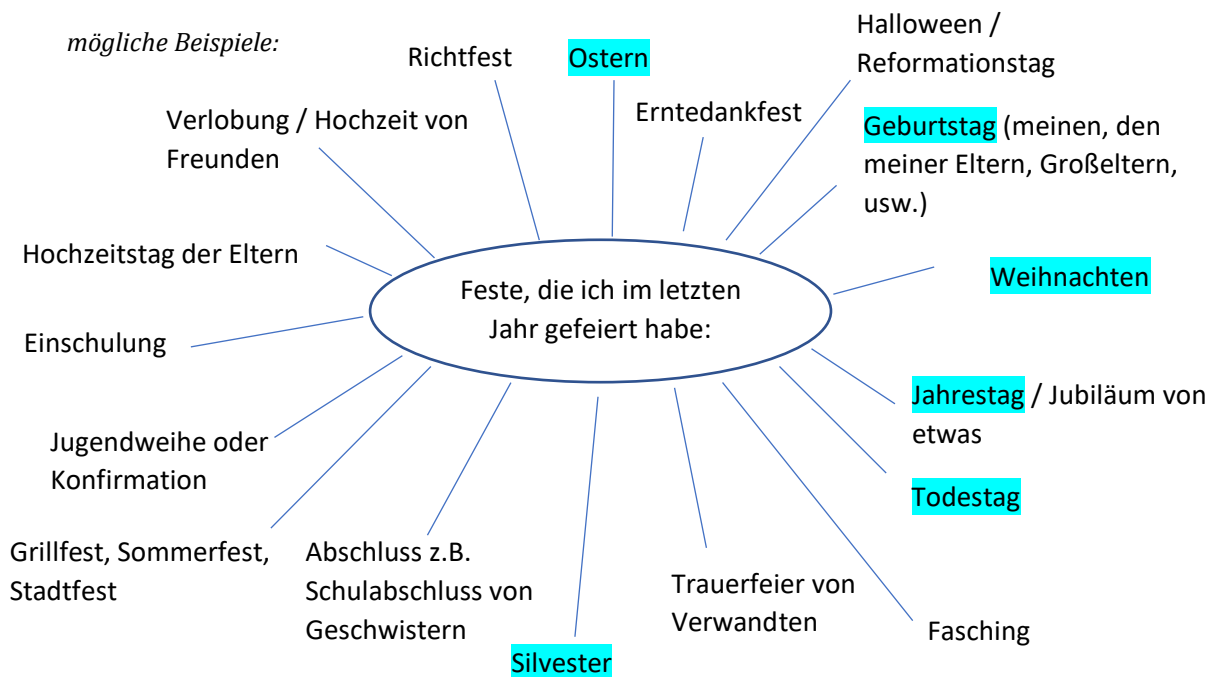 mögliche Beispiele:
Richtfest
Ostern
Halloween /
Reformationstag
Verlobung / Hochzeit von
Freunden
Erntedankfest
Geburtstag (meinen, den
meiner Eltern, Großeltern,
usw.)
Hochzeitstag der Eltern
Weihnachten
Feste, die ich im letzten
Jahr gefeiert habe:
Einschulung
Jahrestag / Jubiläum von
etwas
Jugendweihe oder
Konfirmation
Todestag
Grillfest, Sommerfest,
Stadtfest
Abschluss z.B.
Schulabschluss von
Geschwistern
Silvester
Trauerfeier von
Verwandten
Fasching